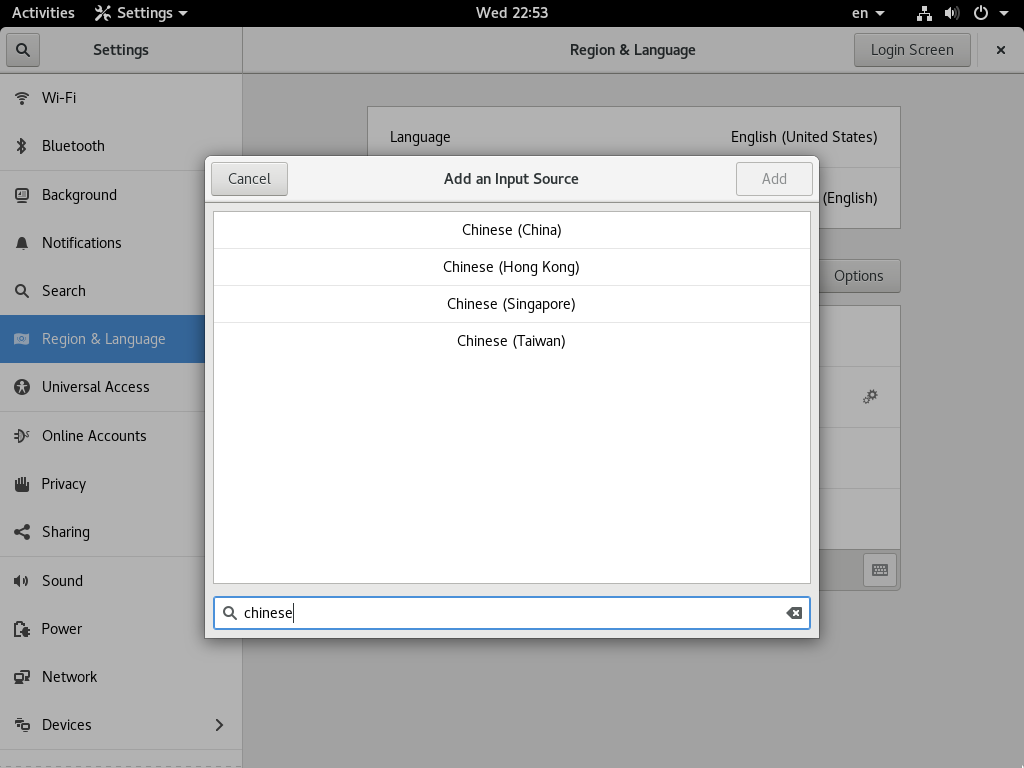 Activities Settings Wed 22:53 en
Settings Region & Language Login Screen
Wi-Fi
Bluetooth
Background
Notifications
Search
Region & Language
Universal Access
Online Accounts
Privacy
Sharing
Sound
Power
Network
Devices
Language English (United States)
(English)
Options
Cancel Add an Input Source Add
Chinese (China)
Chinese (Hong Kong)
Chinese (Singapore)
Chinese (Taiwan)
chinese